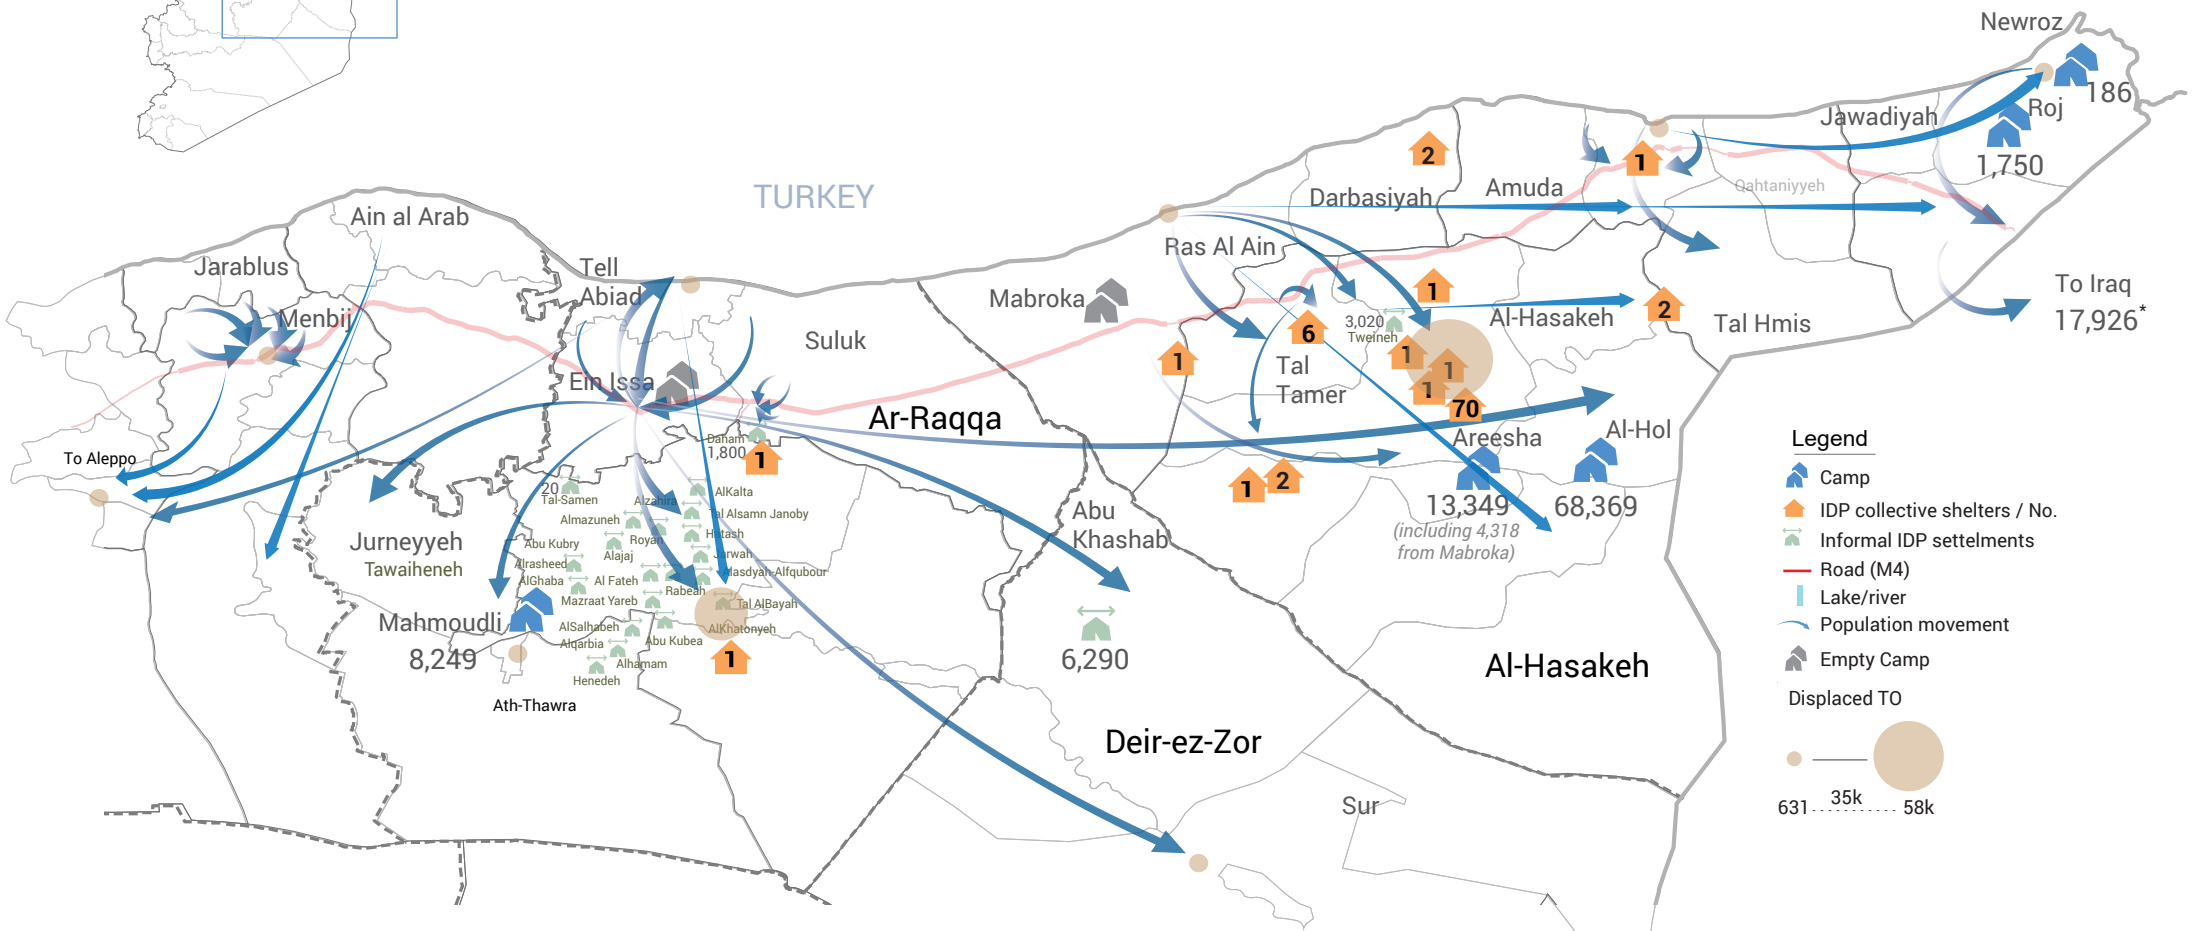 Newroz
186
Roj
Jawadiyah
1,750
2
1
Amuda
Qahtaniyyeh
TURKEY
Darbasiyah
Ain al Arab
Ras Al Ain
Jarablus
Tell
Abiad
Mabroka
1
To Iraq
17,926*
Menbij
Suluk
6
3,020
Tweineh
Al-Hasakeh
2
Tal Hmis
1
1
1
1
70
Tal
Tamer
Ein Issa
Ar-Raqqa
Areesha
Al-Hol
Daham
1,800
1
To Aleppo
1
2
13,349
(including 4,318
from Mabroka)
68,369
20
Tal-Samen
Alzahira
AlKalta
Almazuneh
Tal Alsamn Janoby
Royan
Hatash
Abu Kubry
Alajaj
Jarwah
Alrasheed
Alasdyah-Alfqubour
AlGhaba
Al Fateh
Rabeah
Mazraat Yareb
Tal AlBayah
AlSalhabeh
AlKhatonyeh
Alqarbia
Abu Kubea
Alhamam
Henedeh
1
Jurneyyeh
Tawaiheneh
Mahmoudli
8,249
Ath-Thawra
Abu
Khashab
6,290
Al-Hasakeh
Deir-ez-Zor
Sur
Legend
Camp
IDP collective shelters / No.
Informal IDP settelments
Road (M4)
Lake/river
Population movement
Empty Camp
Displaced TO
35k
631 58k